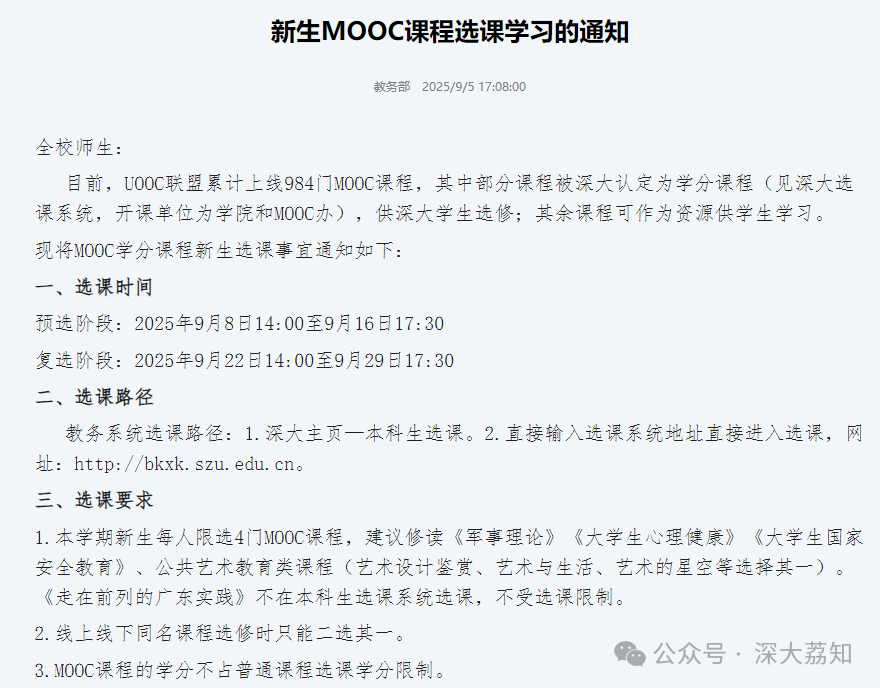 新生MOOC课程选课学习的通知
教务部 2025/9/5 17:08:00
全校师生：
目前，UOOC联盟累计上线984门MOOC课程，其中部分课程被深大认定为学分课程（见深大选
课系统，开课单位为学院和MOOC办），供深大学生选修；其余课程可作为资源供学生学习。
现将MOOC学分课程新生选课事宜通知如下：
一、选课时间
预选阶段：2025年9月8日14:00至9月16日17:30
复选阶段：2025年9月22日14:00至9月29日17:30
二、选课路径
教务系统选课路径：1.深大主页—本科生选课。2.直接输入选课系统地址直接进入选课，网
址：http://bkxk.szu.edu.cn。
三、选课要求
1.本学期新生每人限选4门MOOC课程，建议修读《军事理论》《大学生心理健康》《大学生国家
安全教育》、公共艺术教育类课程（艺术设计鉴赏、艺术与生活、艺术的星空等选择其一）。
《走在前列的广东实践》不在本科生选课系统选课，不受选课限制。
2.线上线下同名课程选修时只能二选其一。
3.MOOC课程的学分不占普通课程选课学分限制。
公众号 · 深大荔知